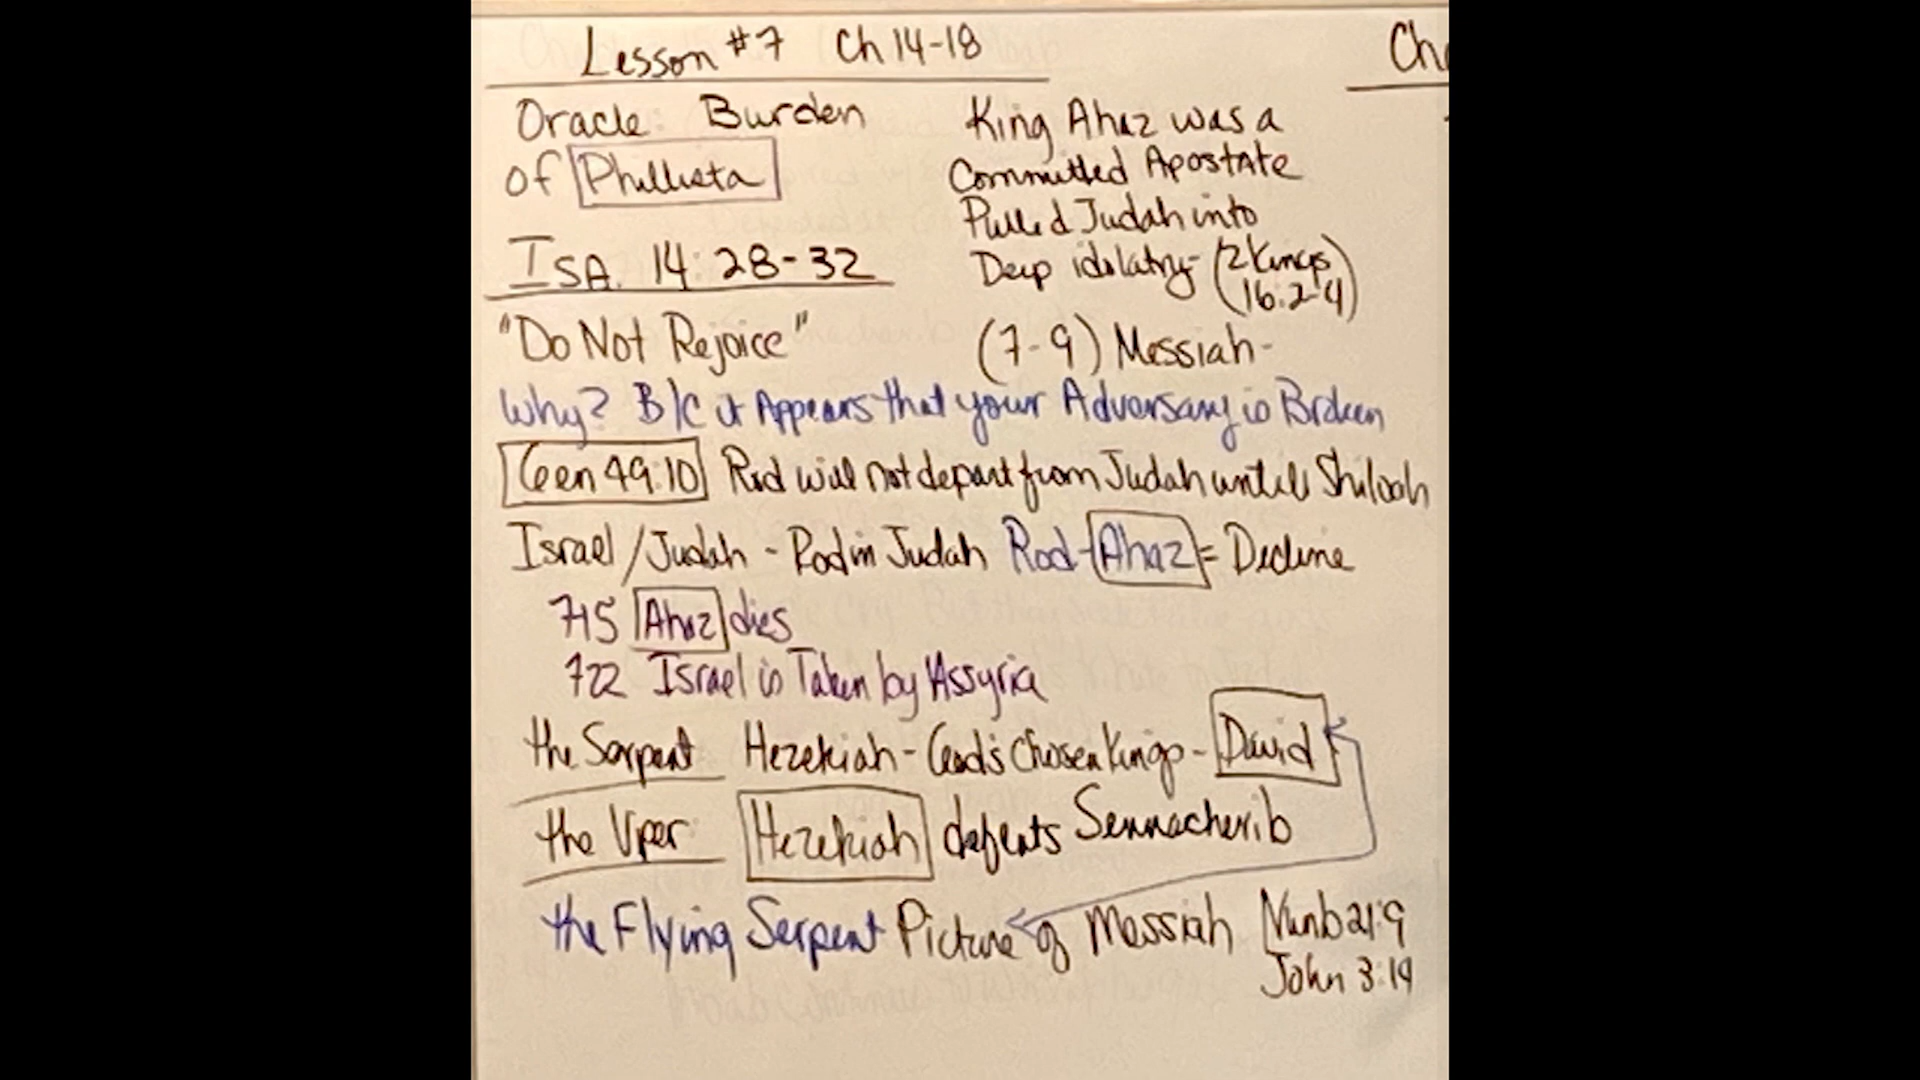 Lesson #7 Ch 14-18
Oracle Burden
of Phillista
ISA. 14:28-32
"Do Not Rejoice"
King Ahaz was a
Committed Apostate
Pulled Judah into
Deep idolatry- (2 Kings
16:2-4)
(7-9) Messiah-
Why? B/C it Appears that your Adversary is Broken
Gen 49:10 Rod will not depart from Judah until Shiloah
Israel/Judah - Rod in Judah Rod-Ahaz = Decline
715 Ahaz dies
722 Israel is Taken by Assyria
the Serpent Hezekiah - God's Chosen Kings - David
the Viper Hezekiah defeats Sennacherib
the Flying Serpent Picture of Messiah Numb 21:9
John 3:14
Ch